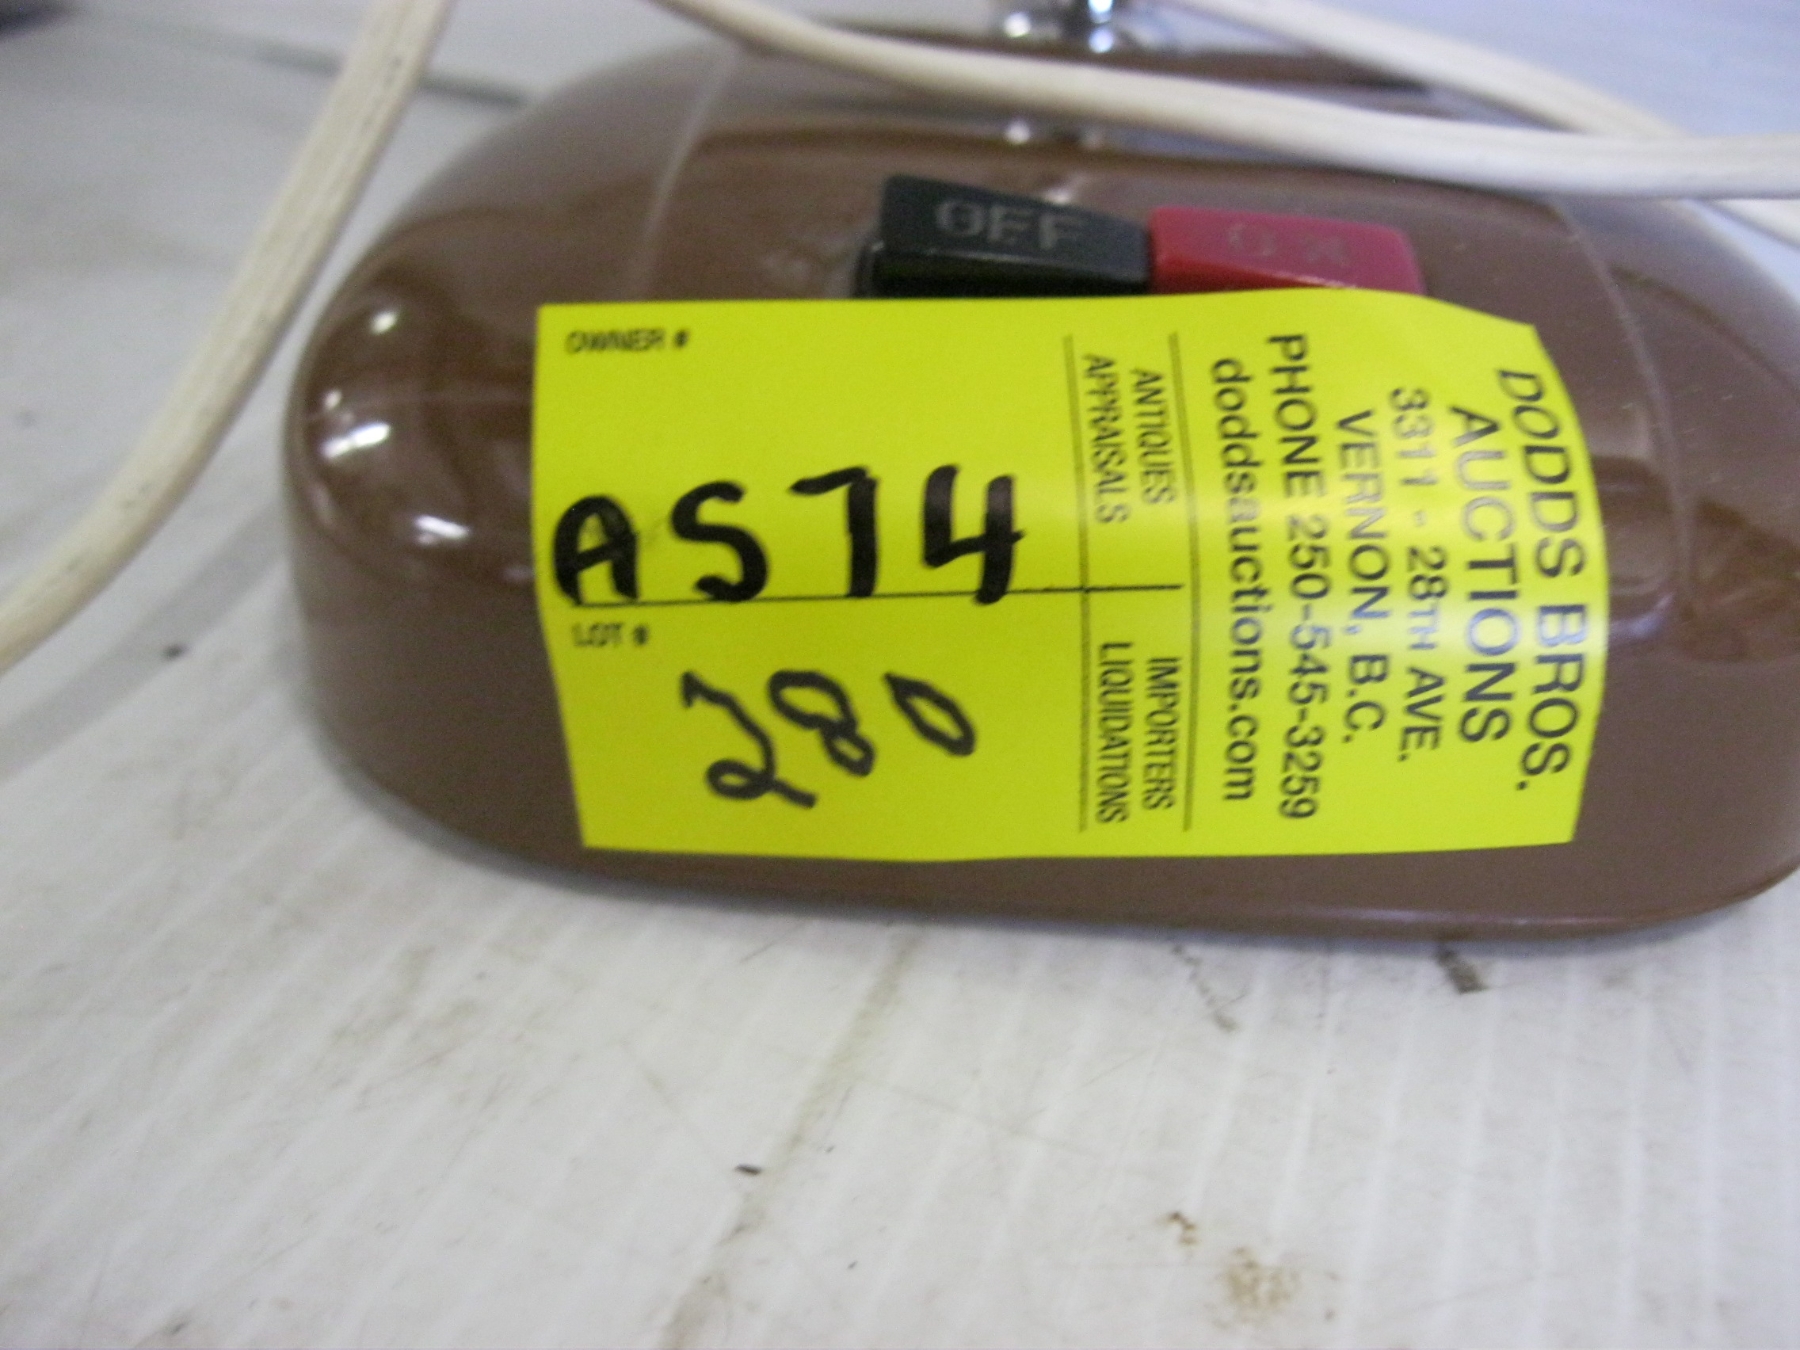 OFF
ON
OWNER #
AS74
LOT #
280
DODDS BROS.
AUCTIONS
3311 - 28TH AVE.
VERNON, B.C.
PHONE 250-545-3259
doddsauctions.com
ANTIQUES
APPRAISALS
IMPORTERS
LIQUIDATIONS